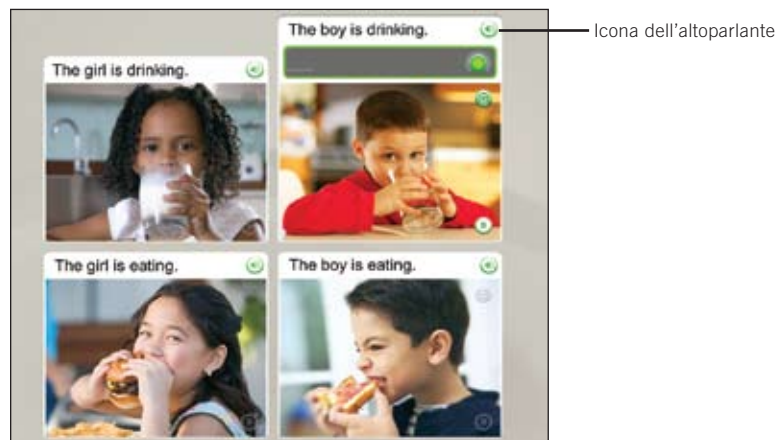 The boy is drinking.
Icona dell'altoparlante
The girl is drinking.
The girl is eating.
The boy is eating.